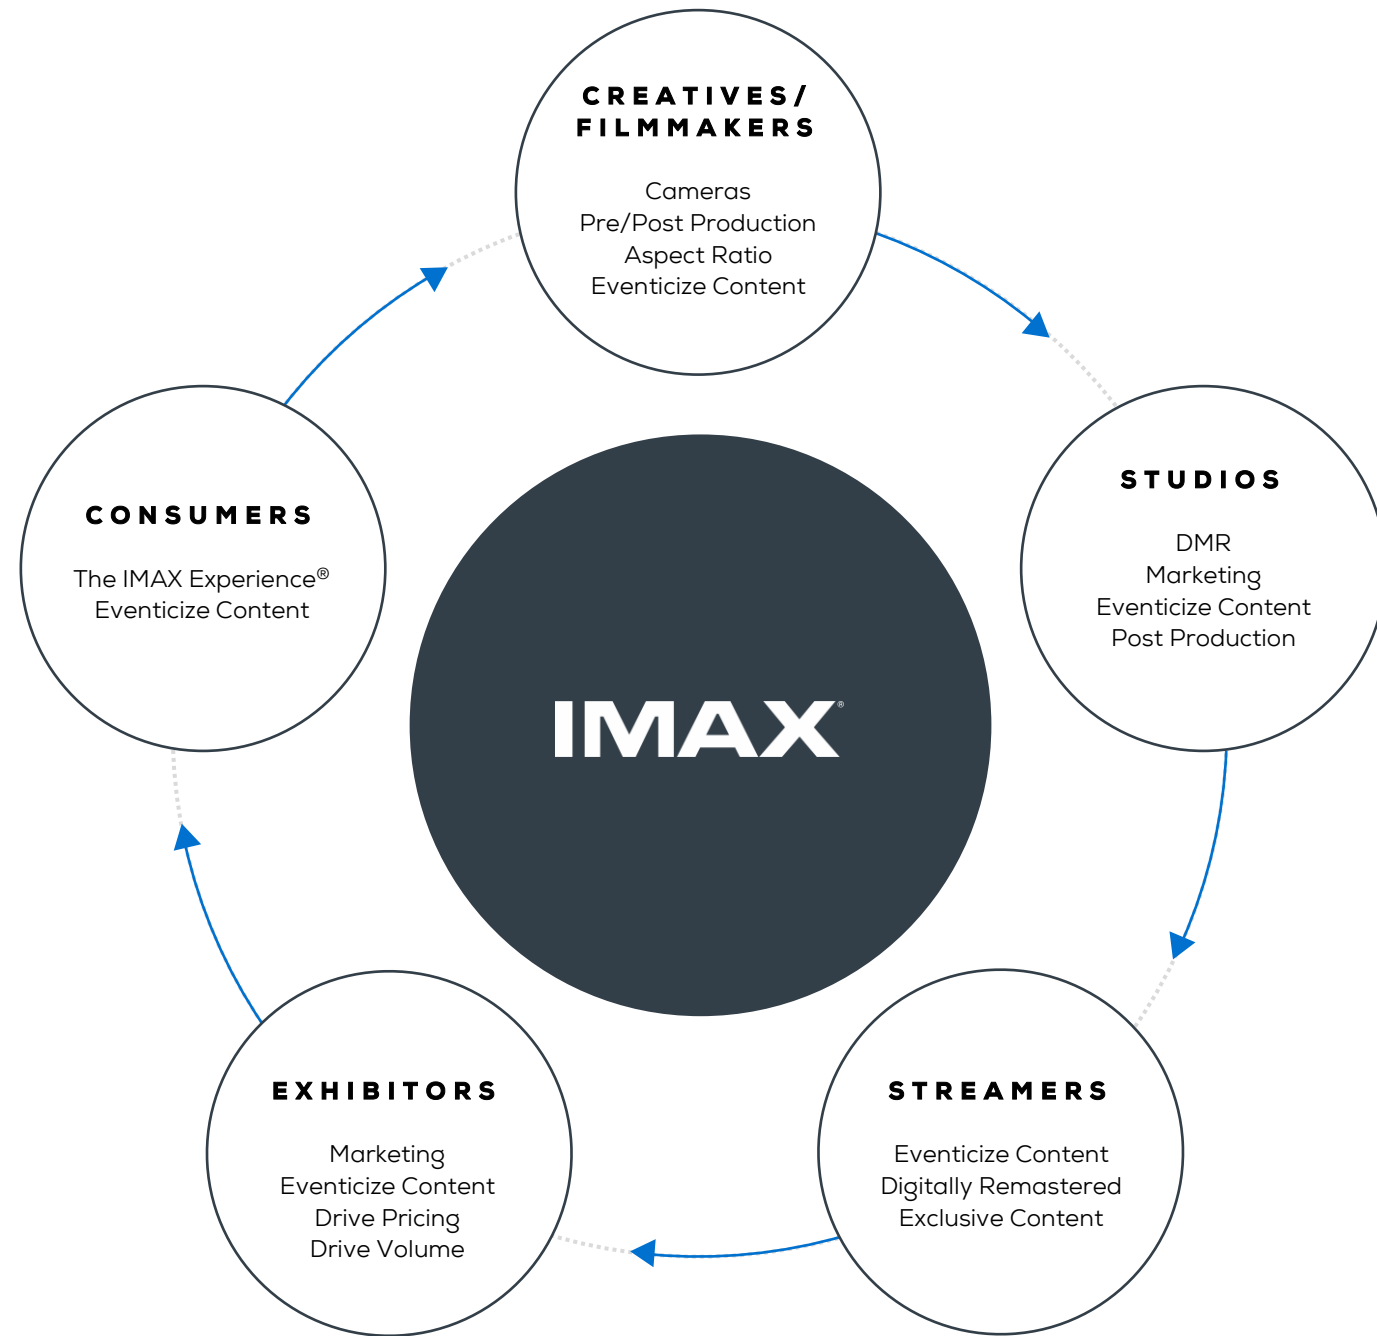 CREATIVES/
FILMMAKERS
Cameras
Pre/Post Production
Aspect Ratio
Eventicize Content
STUDIOS
DMR
Marketing
Eventicize Content
Post Production
STREAMERS
Eventicize Content
Digitally Remastered
Exclusive Content
EXHIBITORS
Marketing
Eventicize Content
Drive Pricing
Drive Volume
CONSUMERS
The IMAX Experience®
Eventicize Content
IMAX®